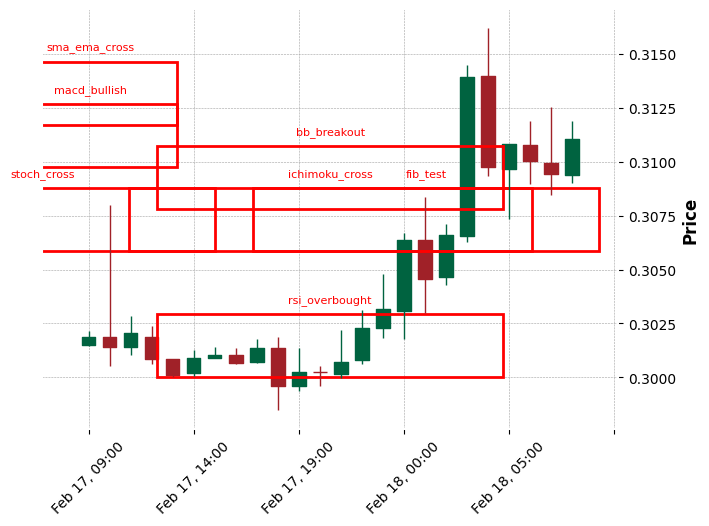 sma_ema_cross
macd_bullish
bb_breakout
stoch_cross
ichimoku_cross
fib_test
rsi_overbought
0.3150
0.3125
0.3100
0.3075
0.3050
0.3025
0.3000
Price
Feb 17, 09:00
Feb 17, 14:00
Feb 17, 19:00
Feb 18, 00:00
Feb 18, 05:00